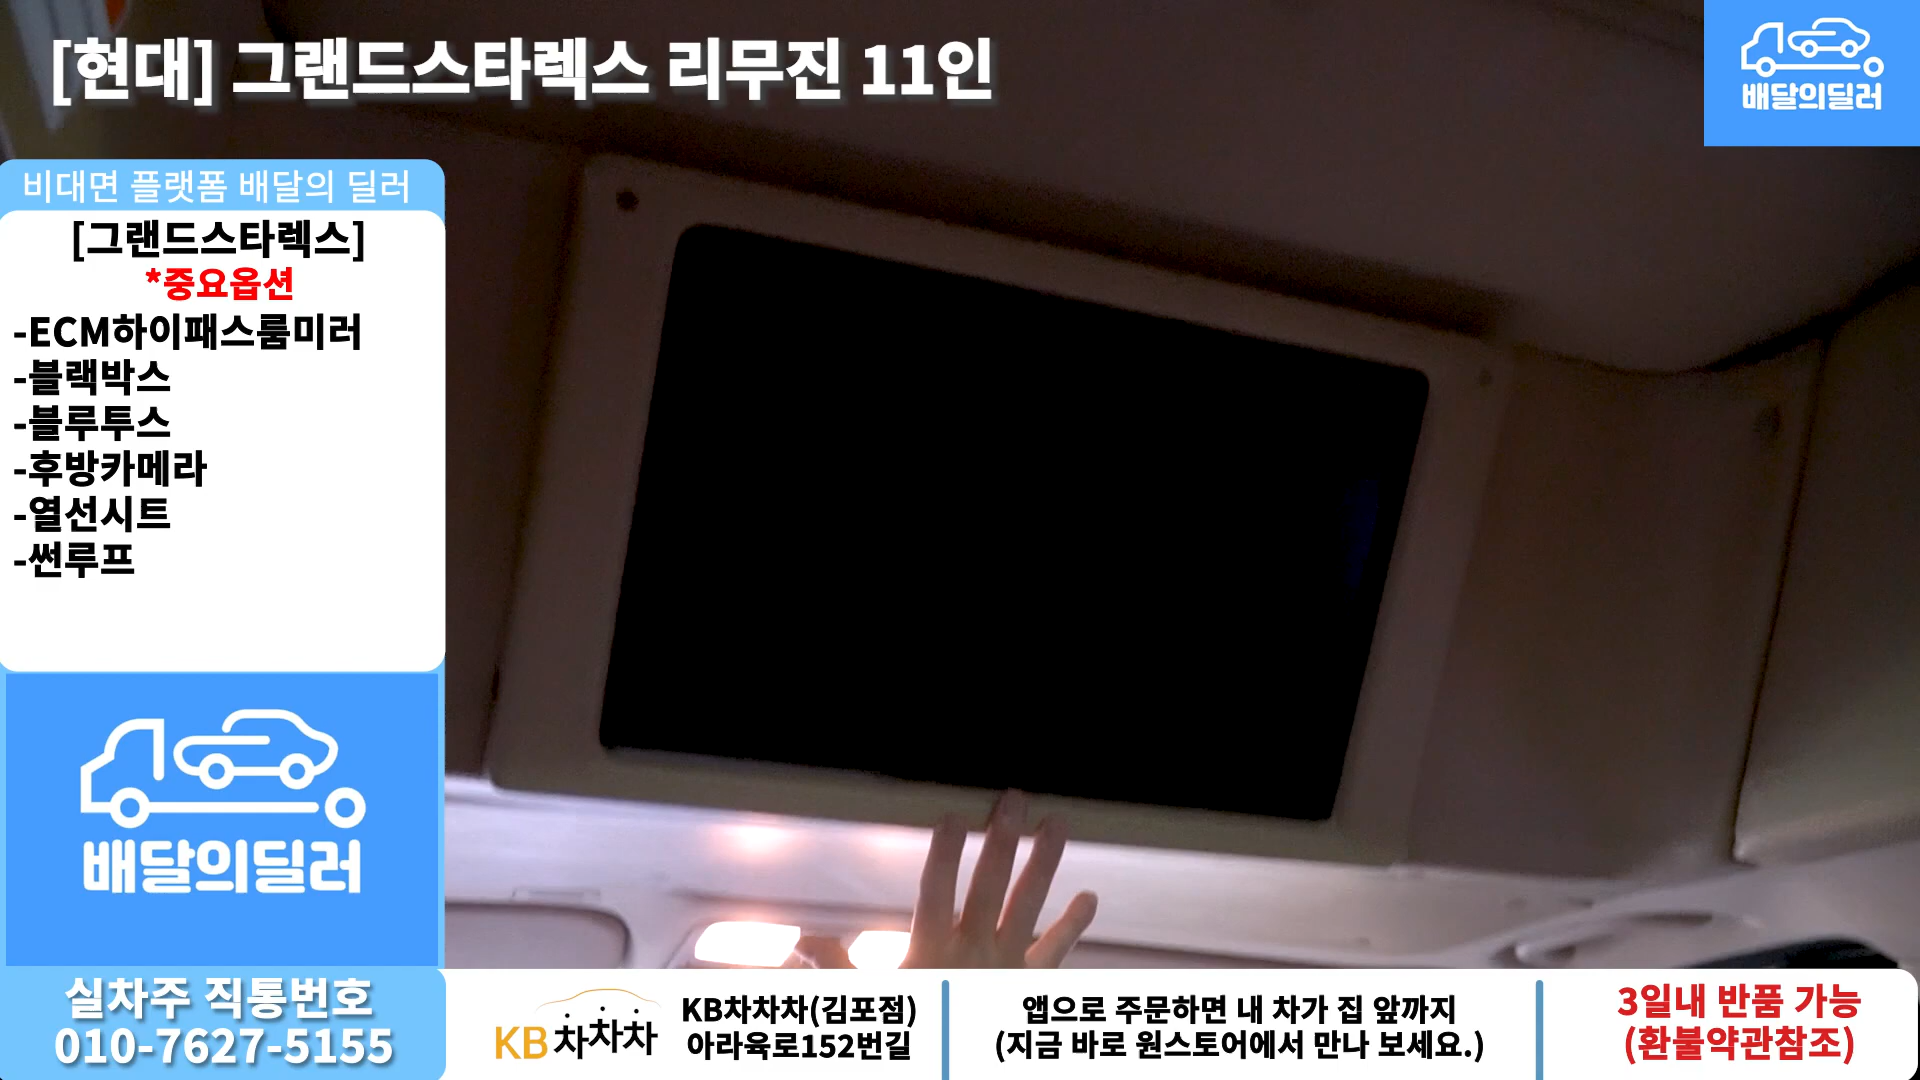 [현대] 그랜드스타렉스 리무진 11인
배달의딜러
비대면 플랫폼 배달의 딜러
[그랜드스타렉스]
*중요옵션
-ECM하이패스룸미러
-블랙박스
-블루투스
-후방카메라
-열선시트
-썬루프
배달의딜러
실차주 직통번호
010-7627-5155
KB차차차
KB차차차(김포점)
아라육로152번길
앱으로 주문하면 내 차가 집 앞까지
(지금 바로 원스토어에서 만나 보세요.)
3일내 반품 가능
(환불약관참조)